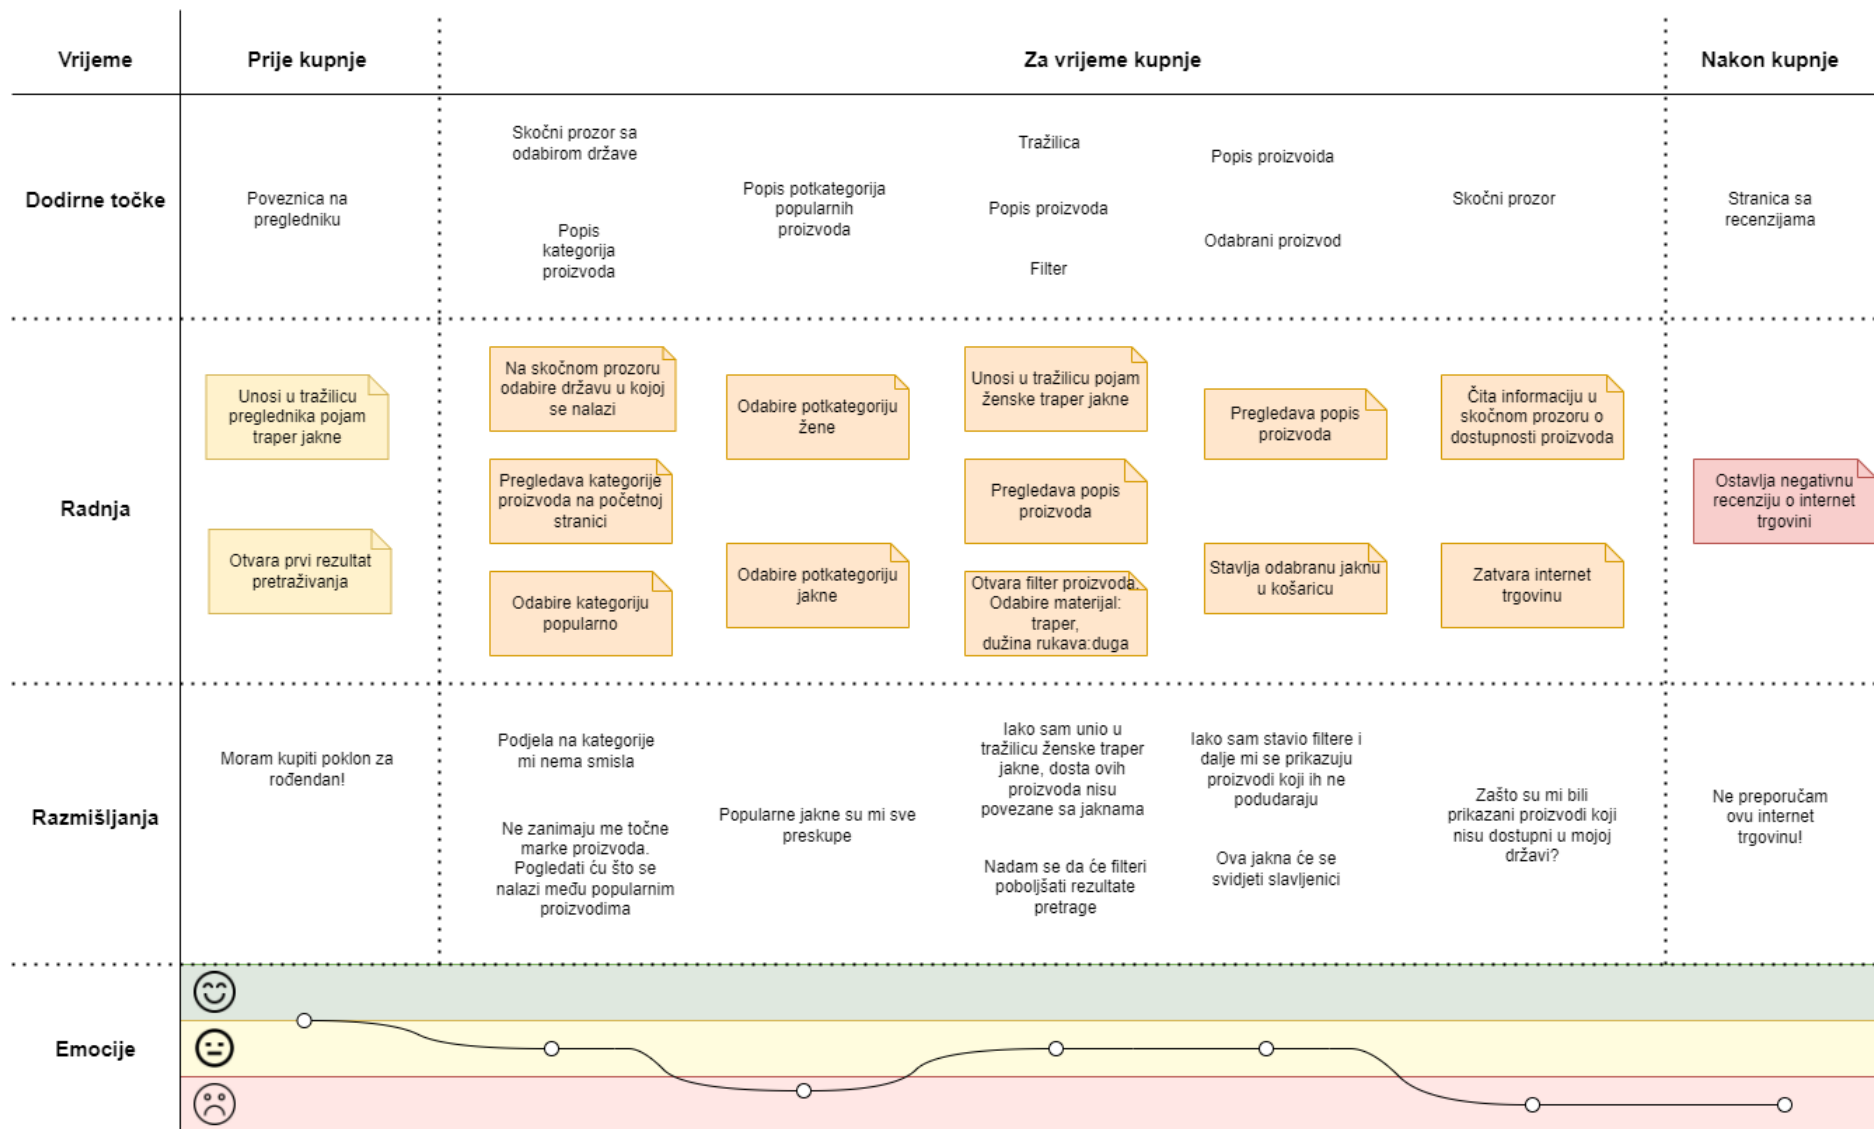 Vrijeme
Prije kupnje
Za vrijeme kupnje
Nakon kupnje
Dodirne točke
Poveznica na
pregledniku
Skočni prozor sa
odabirom države
Popis
kategorija
proizvoda
Popis potkategorija
popularnih
proizvoda
Tražilica
Popis proizvoda
Filter
Popis proizvoida
Odabrani proizvod
Skočni prozor
Stranica sa
recenzijama
Radnja
Unosi u tražilicu
preglednika pojam
traper jakne
Otvara prvi rezultat
pretraživanja
Na skočnom prozoru
odabire državu u kojoj
se nalazi
Pregledava kategorije
proizvoda na početnoj
stranici
Odabire kategoriju
popularno
Odabire potkategoriju
žene
Odabire potkategoriju
jakne
Unosi u tražilicu pojam
ženske traper jakne
Pregledava popis
proizvoda
Otvara filter proizvoda.
Odabire materijal:
traper,
dužina rukava:duga
Pregledava popis
proizvoda
Stavlja odabranu jaknu
u košaricu
Čita informaciju u
skočnom prozoru o
dostupnosti proizvoda
Zatvara internet
trgovinu
Ostavlja negativnu
recenziju o internet
trgovini
Razmišljanja
Moram kupiti poklon za
rođendan!
Podjela na kategorije
mi nema smisla
Ne zanimaju me točne
marke proizvoda.
Pogledati ću što se
nalazi među popularnim
proizvodima
Popularne jakne su mi sve
preskupe
Iako sam unio u
tražilicu ženske traper
jakne, dosta ovih
proizvoda nisu
povezane sa jaknama
Nadam se da će filteri
poboljšati rezultate
pretrage
Iako sam stavio filtere i
dalje mi se prikazuju
proizvodi koji ih ne
podudaraju
Ova jakna će se
svidjeti slavljenici
Zašto su mi bili
prikazani proizvodi koji
nisu dostupni u mojoj
državi?
Ne preporučam
ovu internet
trgovinu!
Emocije